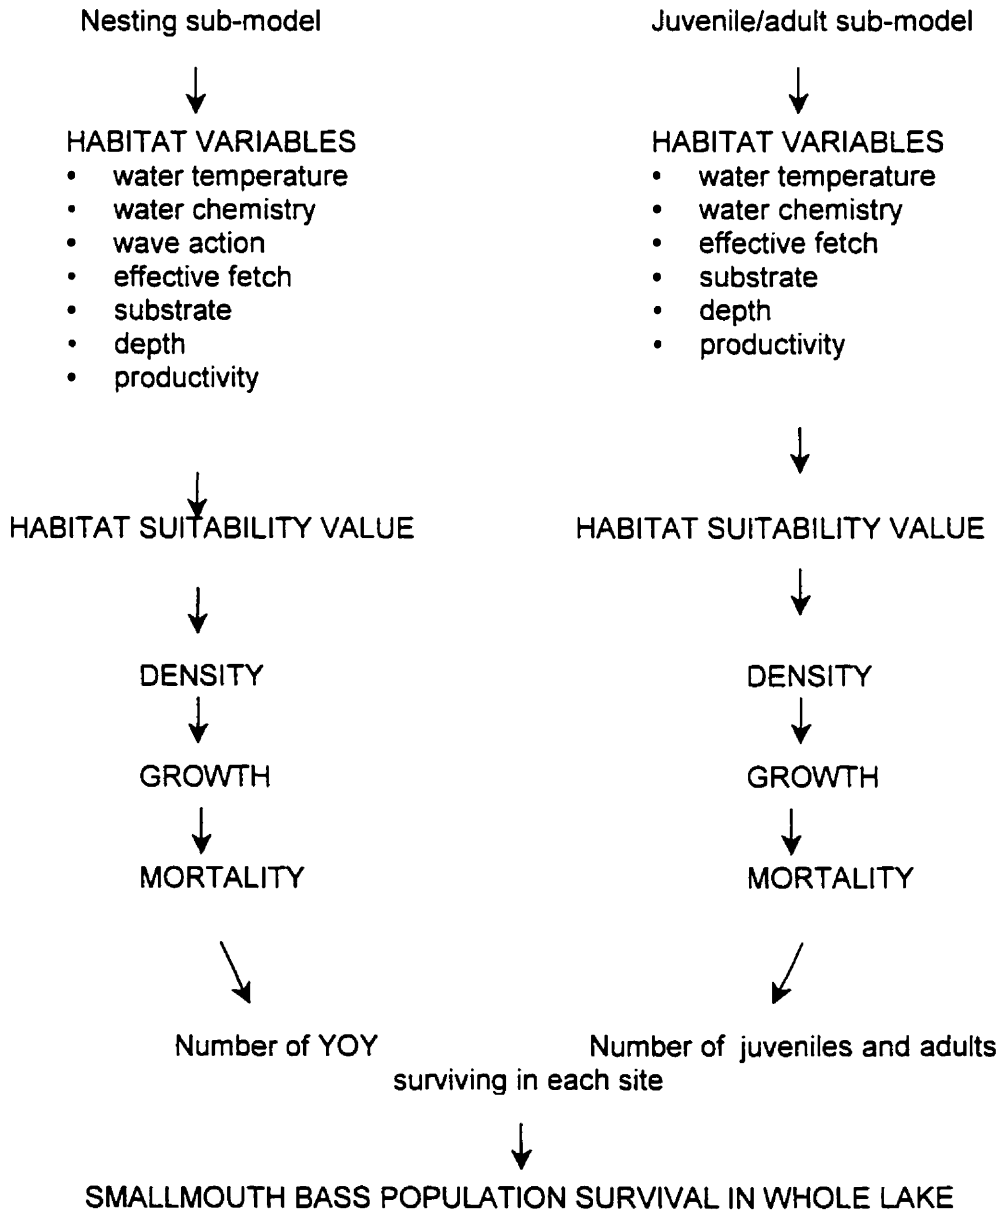 Nesting sub-model
HABITAT VARIABLES
• water temperature
• water chemistry
• wave action
• effective fetch
• substrate
• depth
• productivity
HABITAT SUITABILITY VALUE
DENSITY
GROWTH
MORTALITY
Number of YOY
Juvenile/adult sub-model
HABITAT VARIABLES
• water temperature
• water chemistry
• effective fetch
• substrate
• depth
• productivity
HABITAT SUITABILITY VALUE
DENSITY
GROWTH
MORTALITY
Number of juveniles and adults
surviving in each site
SMALLMOUTH BASS POPULATION SURVIVAL IN WHOLE LAKE